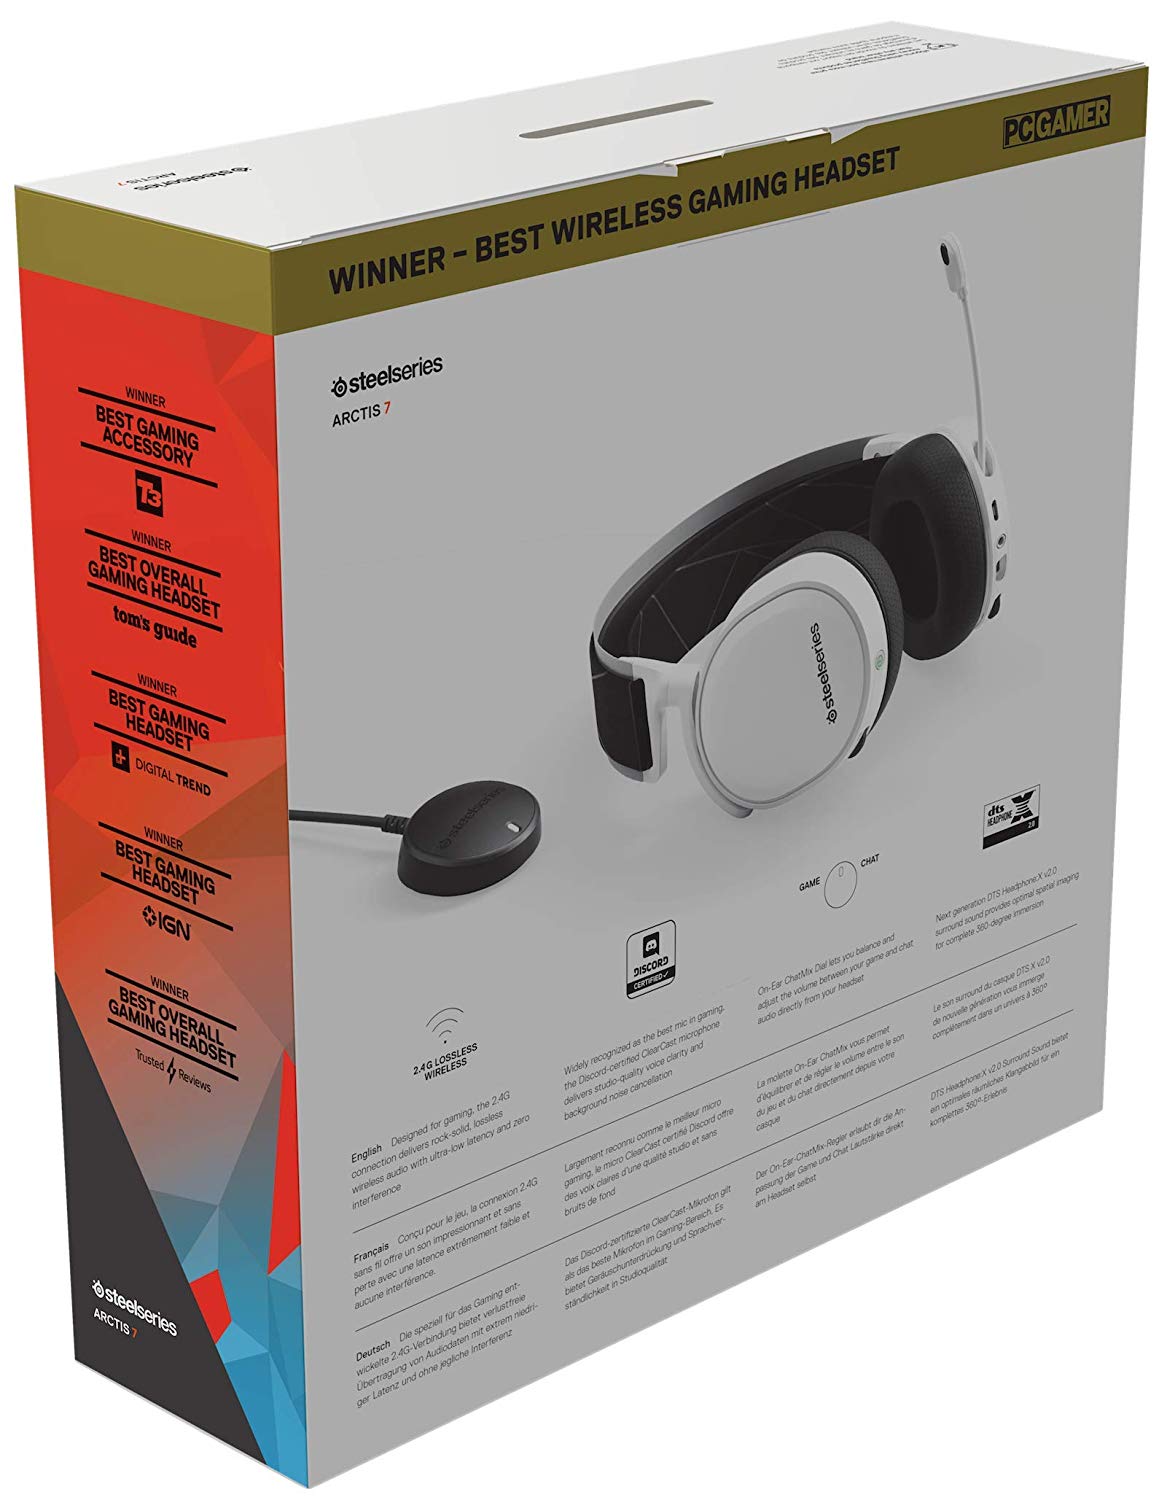 steelseries
ARCTIS 7
WINNER – BEST WIRELESS GAMING HEADSET
PCGAMER
WINNER
BEST GAMING
ACCESSORY
T3
WINNER
BEST OVERALL
GAMING HEADSET
tom's guide
WINNER
BEST GAMING
HEADSET
DIGITAL TREND
WINNER
BEST GAMING
HEADSET
IGN
WINNER
BEST OVERALL
GAMING HEADSET
Trusted Reviews
steelseries
ARCTIS 7
steelseries
ARCTIS 7
steelseries
steelseries
2.4G LOSSLESS
WIRELESS
English Designed for gaming, the 2.4G
connection delivers rock-solid, lossless
wireless audio with ultra-low latency and zero
interference
Français Conçu pour le jeu, la connexion 2.4G
sans fil offre un son impressionnant et sans
perte avec une latence extrêmement faible et
aucune interférence.
Deutsch Die speziell für das Gaming ent-
wickelte 2.4G-Verbindung bietet verlustfreie
Übertragung von Audiodaten mit extrem niedri-
ger Latenz und ohne jegliche Interferenz
DISCORD
CERTIFIED
Widely recognized as the best mic in gaming,
the Discord-certified ClearCast microphone
delivers studio-quality voice clarity and
background noise cancellation
Largement reconnu comme le meilleur micro
gaming, le micro ClearCast certifié Discord offre
des voix claires d'une qualité studio et sans
bruits de fond
Das Discord-zertifizierte ClearCast-Mikrofon gilt
als das beste Mikrofon im Gaming-Bereich. Es
bietet Geräuschunterdrückung und Sprachver-
ständlichkeit in Studioqualität
GAME
CHAT
On-Ear ChatMix Dial lets you balance and
adjust the volume between your game and chat
audio directly from your headset
La molette On-Ear ChatMix vous permet
d'équilibrer et de régler le volume entre le son
du jeu et du chat directement depuis votre
casque
Der On-Ear-ChatMix-Regler erlaubt dir die An-
passung der Game und Chat Lautstärke direkt
am Headset selbst
dts
HEADPHONE X
2.0
Next generation DTS Headphone:X v2.0
surround sound provides optimal spatial imaging
for complete 360-degree immersion
Le son surround du casque DTS:X v2.0
de nouvelle génération vous immerge
complètement dans un univers à 360°
DTS Headphone:X v2.0 Surround Sound bietet
ein optimales räumliches Klangebild für ein
komplettes 360°-Erlebnis